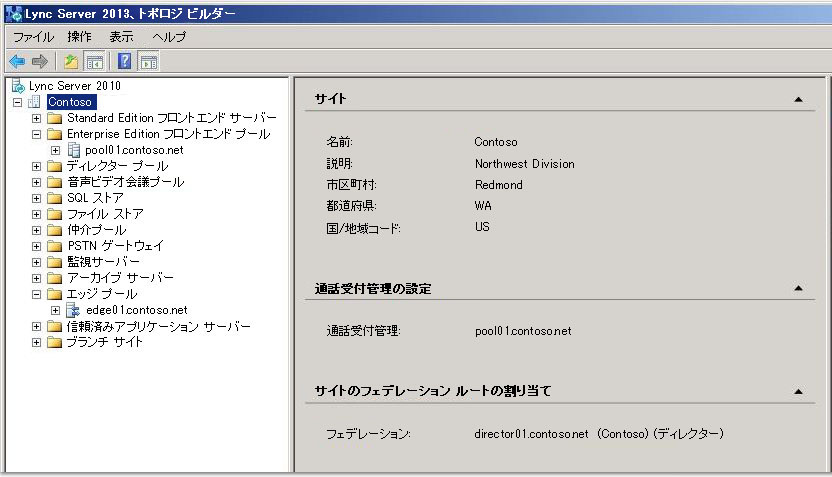 Lync Server 2013、トポロジ ビルダー
ファイル 操作 表示 ヘルプ
Lync Server 2010
Contoso
Standard Edition フロントエンド サーバー
Enterprise Edition フロントエンド プール
pool01.contoso.net
ディレクター プール
音声ビデオ会議プール
SQL ストア
ファイル ストア
仲介プール
PSTN ゲートウェイ
監視サーバー
アーカイブ サーバー
エッジ プール
edge01.contoso.net
信頼済みアプリケーション サーバー
ブランチ サイト
サイト
名前: Contoso
説明: Northwest Division
市区町村: Redmond
都道府県: WA
国/地域コード: US
通話受付管理の設定
通話受付管理: pool01.contoso.net
サイトのフェデレーション ルートの割り当て
フェデレーション: director01.contoso.net (Contoso) (ディレクター)